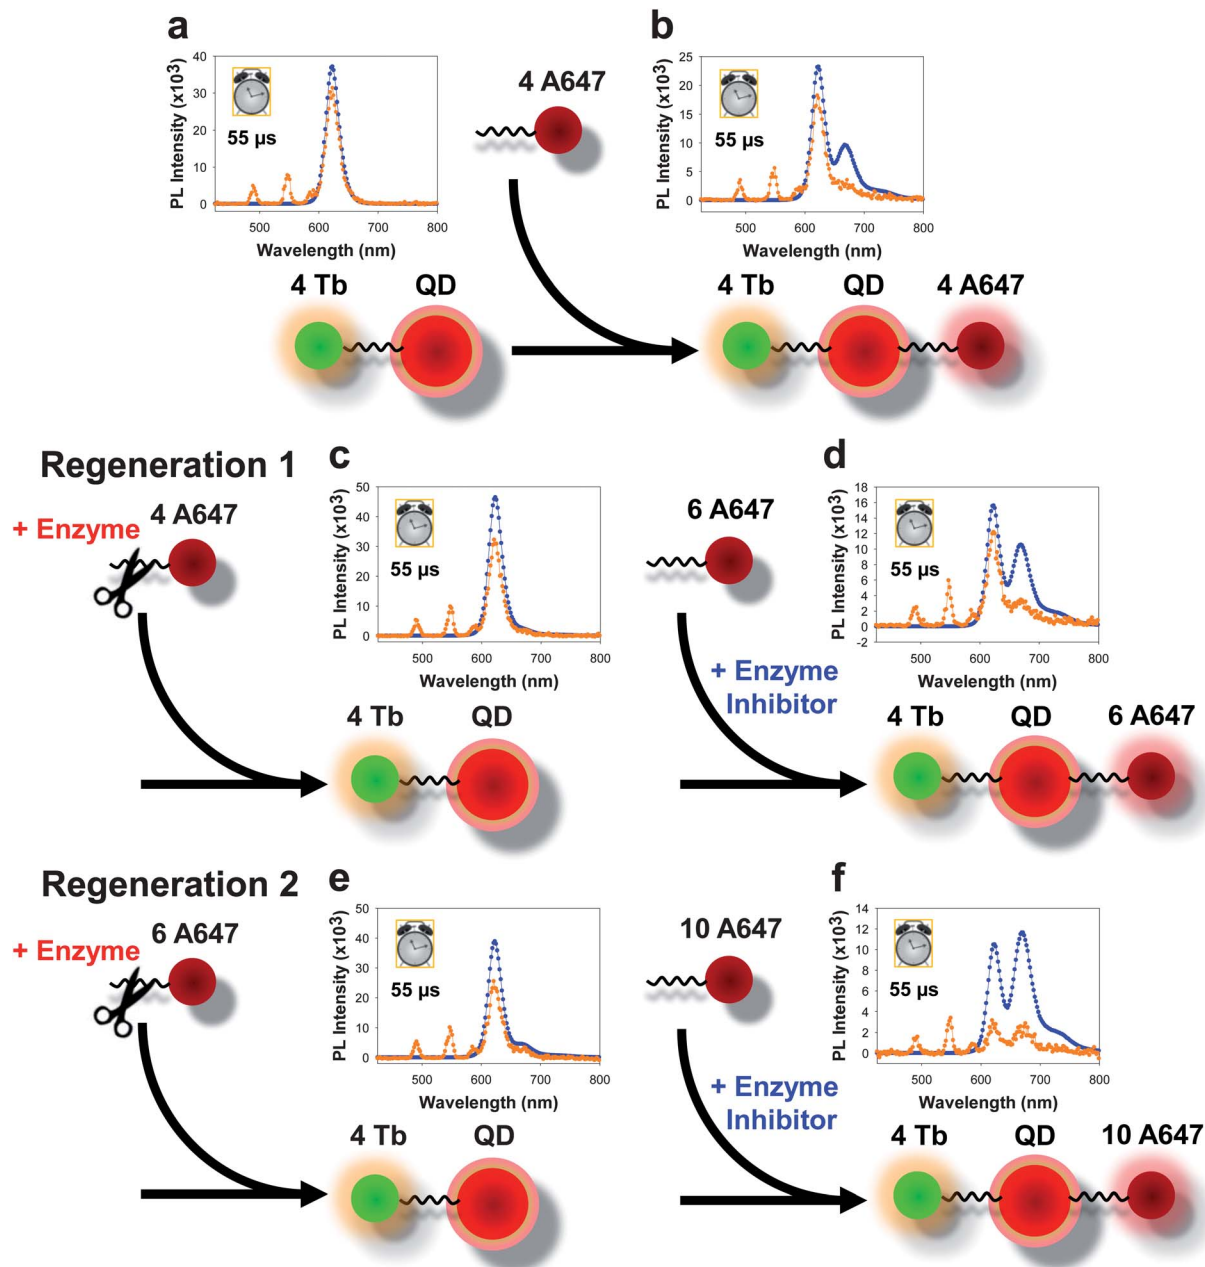 a
PL Intensity (x10³)
40
30
20
10
0
55 µs
500 600 700 800
Wavelength (nm)
4 A647
b
PL Intensity (x10³)
25
20
15
10
5
0
55 µs
500 600 700 800
Wavelength (nm)
4 Tb QD
4 Tb QD 4 A647
Regeneration 1
+ Enzyme
4 A647
c
PL Intensity (x10³)
50
40
30
20
10
0
55 µs
500 600 700 800
Wavelength (nm)
4 Tb QD
6 A647
+ Enzyme
Inhibitor
d
PL Intensity (x10³)
18
16
14
12
10
8
6
4
2
0
-2
55 µs
500 600 700 800
Wavelength (nm)
4 Tb QD 6 A647
Regeneration 2
+ Enzyme
6 A647
e
PL Intensity (x10³)
50
40
30
20
10
0
55 µs
500 600 700 800
Wavelength (nm)
4 Tb QD
10 A647
+ Enzyme
Inhibitor
f
PL Intensity (x10³)
14
12
10
8
6
4
2
0
55 µs
500 600 700 800
Wavelength (nm)
4 Tb QD 10 A647